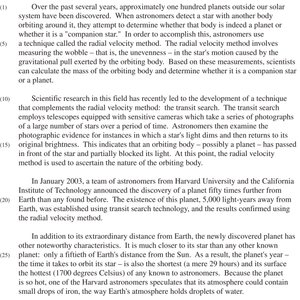 (1) Over the past several years, approximately one hundred planets outside our solar
system have been discovered. When astronomers detect a star with another body
orbiting around it, they attempt to determine whether that body is indeed a planet or
whether it is a "companion star." In order to accomplish this, astronomers use
(5) a technique called the radial velocity method. The radial velocity method involves
measuring the wobble – that is, the unevenness – in the star's motion caused by the
gravitational pull exerted by the orbiting body. Based on these measurements, scientists
can calculate the mass of the orbiting body and determine whether it is a companion star
or a planet.
(10) Scientific research in this field has recently led to the development of a technique
that complements the radial velocity method: the transit search. The transit search
employs telescopes equipped with sensitive cameras which take a series of photographs
of a large number of stars over a period of time. Astronomers then examine the
photographic evidence for instances in which a star's light dims and then returns to its
(15) original brightness. This indicates that an orbiting body – possibly a planet – has passed
in front of the star and partially blocked its light. At this point, the radial velocity
method is used to ascertain the nature of the orbiting body.
In January 2003, a team of astronomers from Harvard University and the California
Institute of Technology announced the discovery of a planet fifty times further from
(20) Earth than any found before. The existence of this planet, 5,000 light-years away from
Earth, was established using transit search technology, and the results confirmed using
the radial velocity method.
In addition to its extraordinary distance from Earth, the newly discovered planet has
other noteworthy characteristics. It is much closer to its star than any other known
(25) planet: only a fiftieth of Earth's distance from the Sun. As a result, the planet's year –
the time it takes to orbit its star – is also the shortest (a mere 29 hours) and its surface
the hottest (1700 degrees Celsius) of any known to astronomers. Because the planet
is so hot, one of the Harvard astronomers speculates that its atmosphere could contain
small drops of iron, the way Earth's atmosphere holds droplets of water.